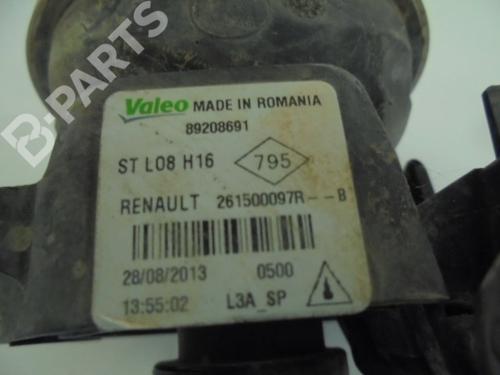 B-PARTS
Valeo MADE IN ROMANIA
89208691
ST L08 H16 795
RENAULT 261500097R--B
28/08/2013 0500
13:55:02 L3A_SP